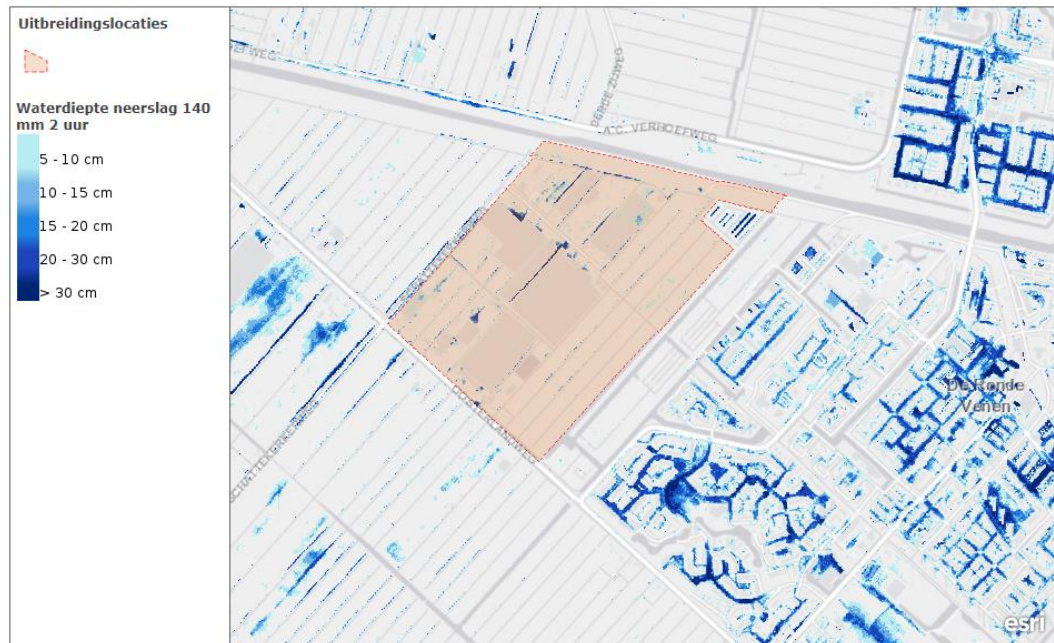 Uitbreidingslocaties
Waterdiepte neerslag 140
mm 2 uur
5 - 10 cm
10 - 15 cm
15 - 20 cm
20 - 30 cm
> 30 cm
DERDE ZIJWEG
A.C. VERHOEFWEG
De Ronde
Venen
esri